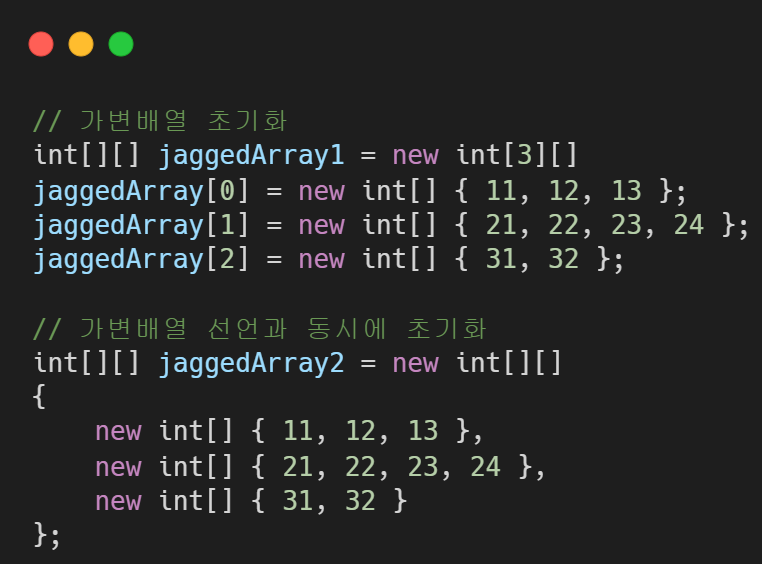 // 가변배열 초기화
int[][] jaggedArray1 = new int[3][]
jaggedArray[0] = new int[] { 11, 12, 13 };
jaggedArray[1] = new int[] { 21, 22, 23, 24 };
jaggedArray[2] = new int[] { 31, 32 };
// 가변배열 선언과 동시에 초기화
int[][] jaggedArray2 = new int[][]
{
new int[] { 11, 12, 13 },
new int[] { 21, 22, 23, 24 },
new int[] { 31, 32 }
};